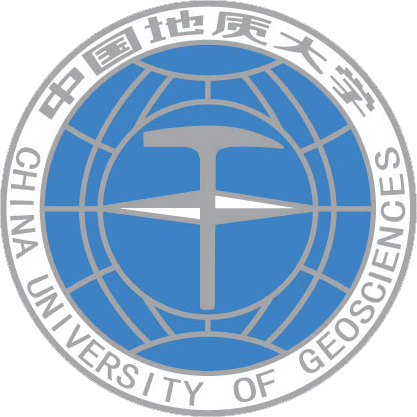 中国地质大学
CHINA UNIVERSITY OF GEOSCIENCES